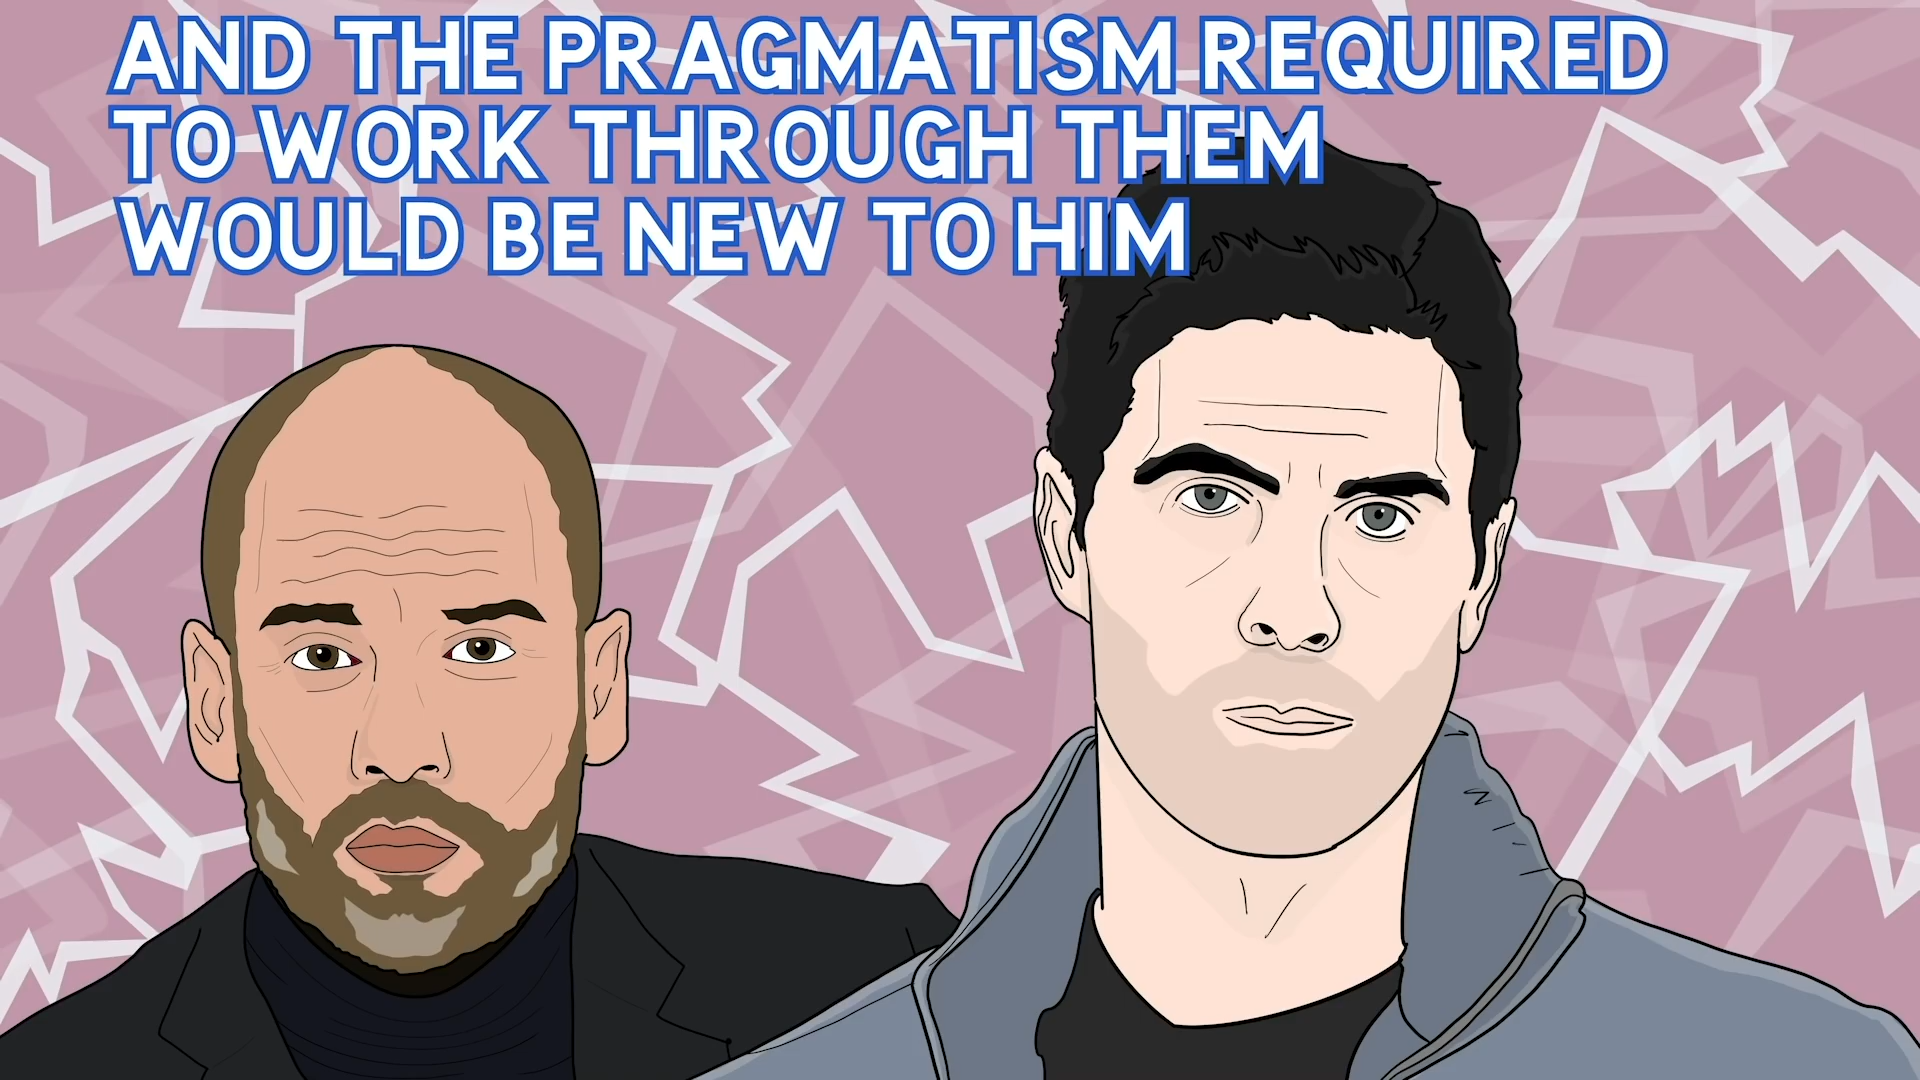 AND THE PRAGMATISM REQUIRED
TO WORK THROUGH THEM
WOULD BE NEW TO HIM